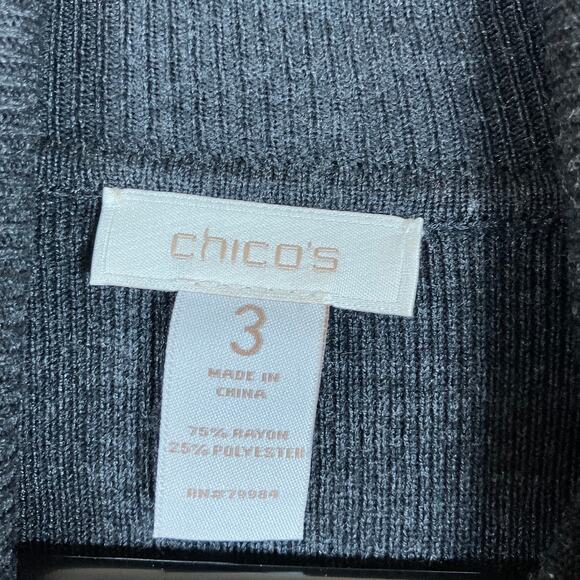 chico's
3
MADE IN
CHINA
75% RAYON
25% POLYESTER
RN#79984